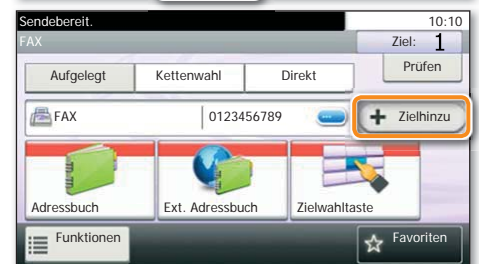 Sendebereit. 10:10
FAX Ziel: 1
Aufgelegt Kettenwahl Direkt Prüfen
FAX 0123456789 Zielhinzu
Adressbuch Ext. Adressbuch Zielwahltaste
Funktionen Favoriten